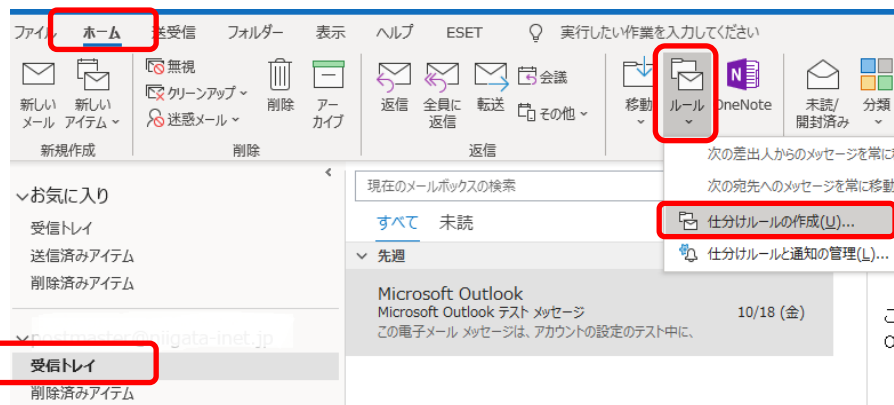 ファイル ホーム 送受信 フォルダー 表示 ヘルプ ESET 実行したい作業を入力してください
無視
クリーンアップ
迷惑メール
新しい
メール
新しい
アイテム
削除
アー
カイブ
返信
全員に
返信
転送
会議
その他
移動
ルール
OneNote
未読/
開封済み
分類
新規作成 削除 返信
次の差出人からのメッセージを常に
次の宛先へのメッセージを常に移動
仕分けルールの作成(U)...
仕分けルールと通知の管理(L)...
お気に入り
受信トレイ
送信済みアイテム
削除済みアイテム
postmaster@niigata-inet.jp
受信トレイ
削除済みアイテム
現在のメールボックスの検索
すべて 未読
先週
Microsoft Outlook
Microsoft Outlook テスト メッセージ 10/18 (金)
この電子メール メッセージは、アカウントの設定のテスト中に、